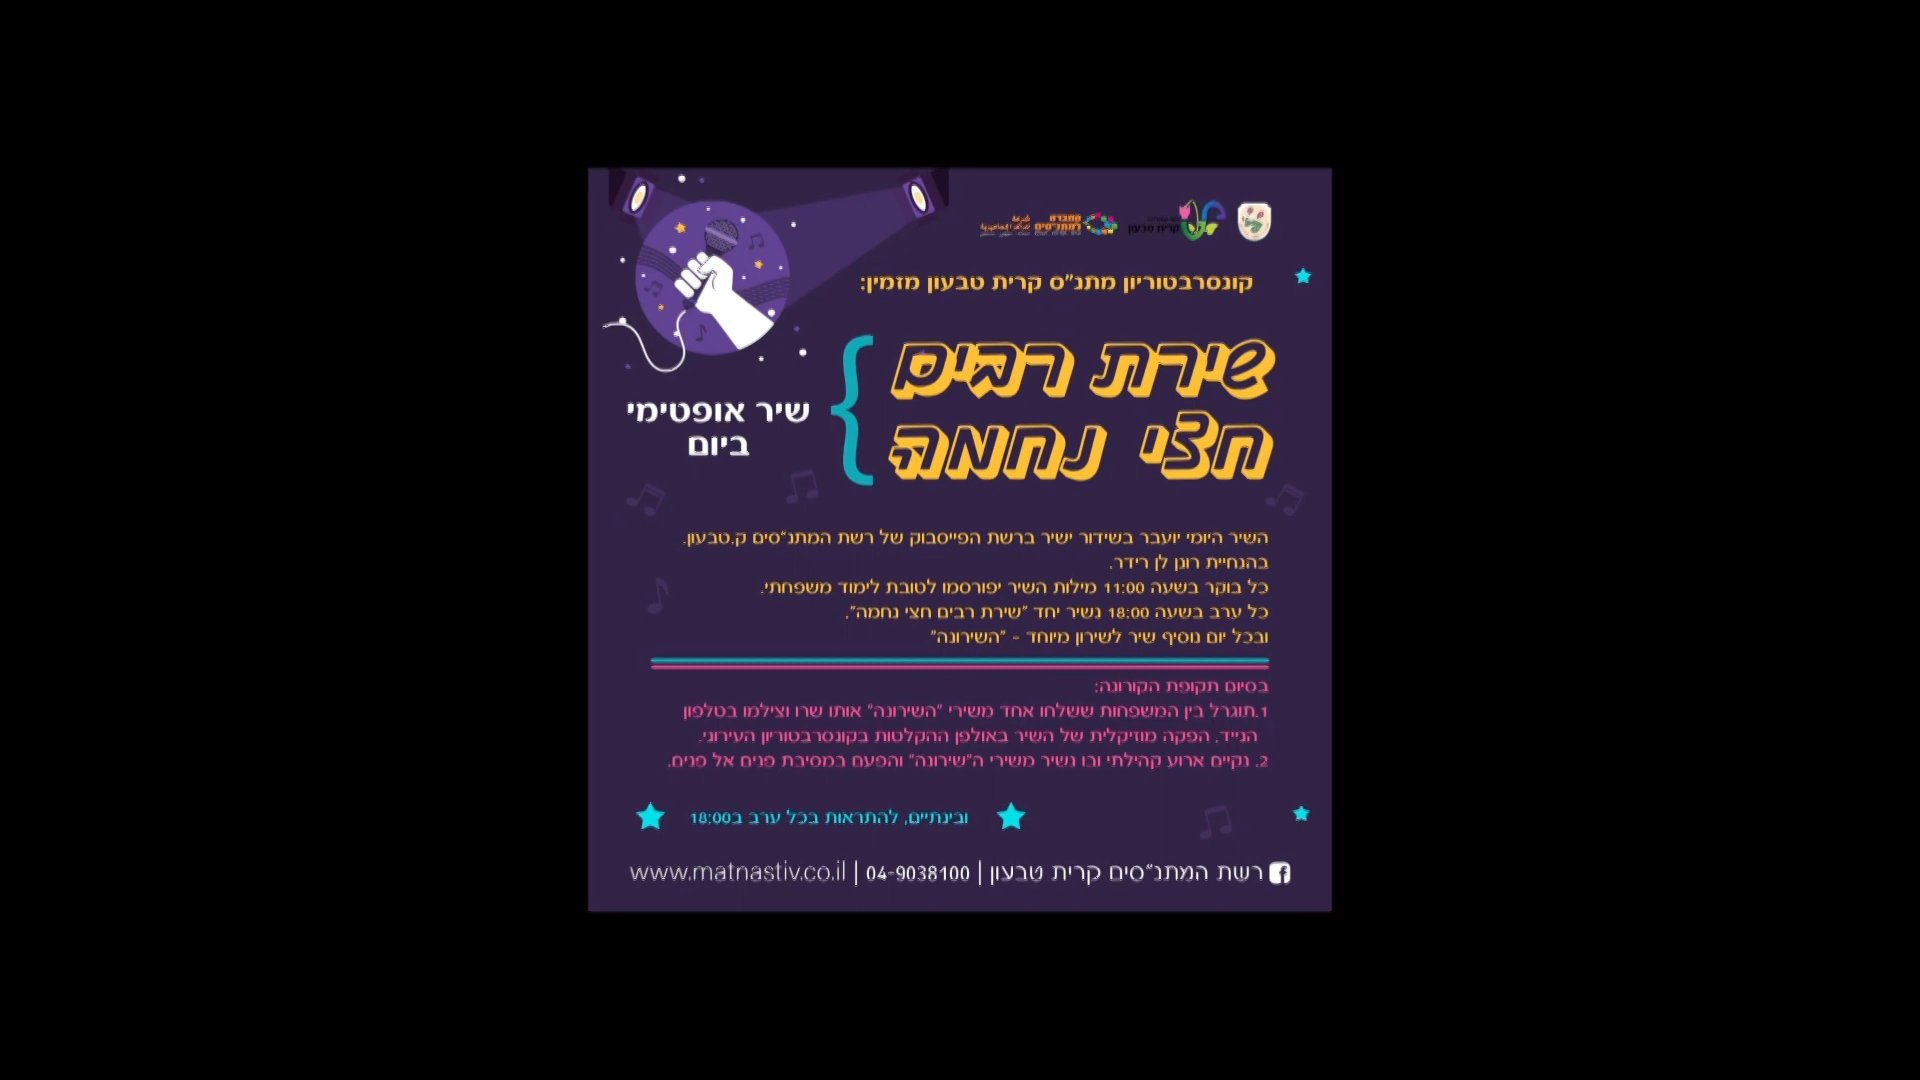 קרית טבעון
החברה
למתנ"סים
קונסרבטוריון מתנ"ס קרית טבעון מזמין:
שירת רבים
חצי נחמה
שיר אופטימי
ביום
השיר היומי יועבר בשידור ישיר ברשת הפייסבוק של רשת המתנ"סים ק.טבעון.
בהנחיית רונן לן רידר.
כל בוקר בשעה 11:00 מילות השיר יפורסמו לטובת לימוד משפחתי.
כל ערב בשעה 18:00 נשיר יחד "שירת רבים חצי נחמה".
ובכל יום נוסיף שיר לשירון מיוחד - "השירונה"
בסיום תקופת הקורונה:
1.תוגרל בין המשפחות ששלחו אחד משירי "השירונה" אותו שרו וצילמו בטלפון
הנייד, הפקה מוזיקלית של השיר באולפן ההקלטות בקונסרבטוריון העירוני.
2. נקיים ארוע קהילתי ובו נשיר משירי ה"שירונה" והפעם במסיבת פנים אל פנים.
ובינתיים, להתראות בכל ערב ב18:00
רשת המתנ"סים קרית טבעון | 04-9038100 | www.matnastiv.co.il